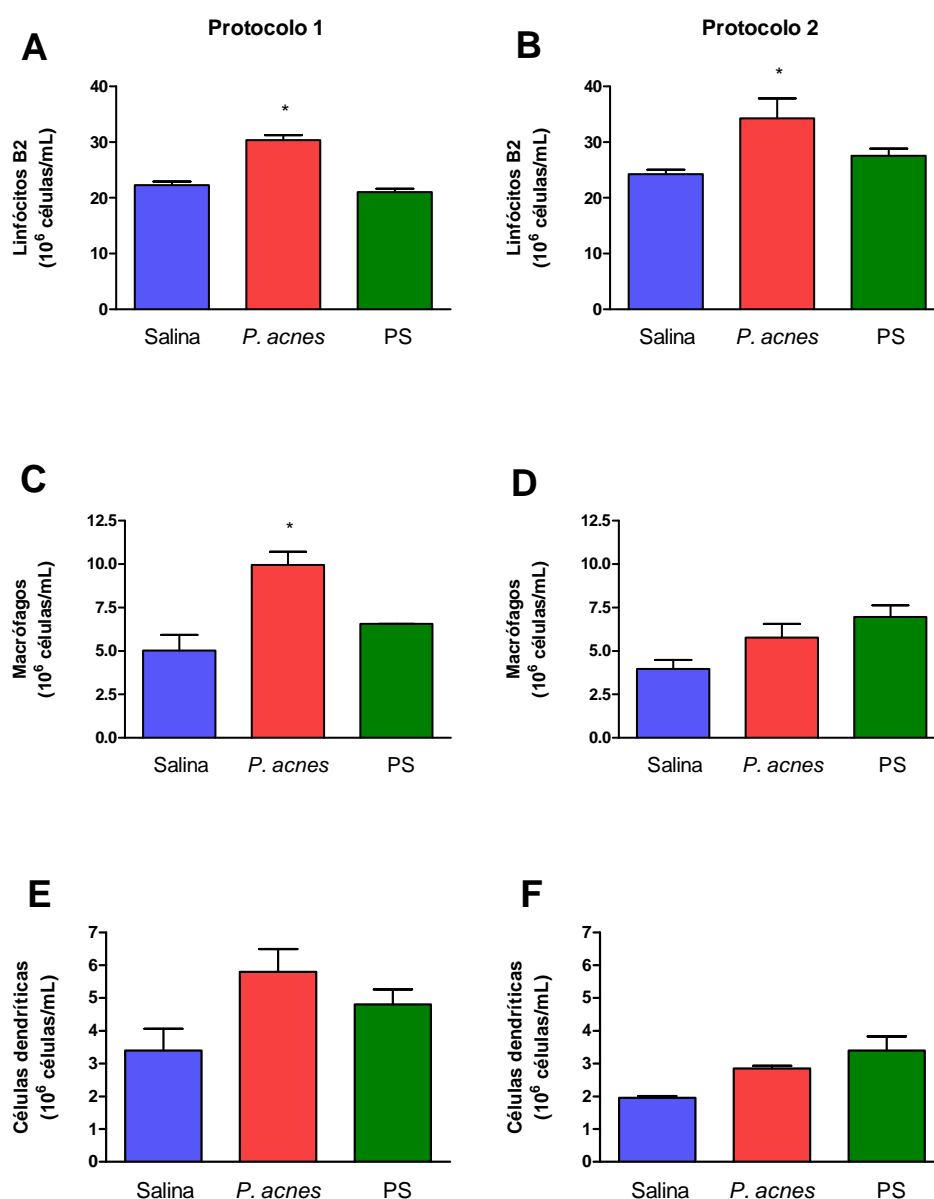 Protocolo 1
Protocolo 2
A
B
Linfócitos B2
(10⁶ células/mL)
40
30
20
10
0
*
Salina P. acnes PS
Linfócitos B2
(10⁶ células/mL)
40
30
20
10
0
*
Salina P. acnes PS
C
D
Macrófagos
(10⁶ células/mL)
12.5
10.0
7.5
5.0
2.5
0.0
*
Salina P. acnes PS
Macrófagos
(10⁶ células/mL)
12.5
10.0
7.5
5.0
2.5
0.0
Salina P. acnes PS
E
F
Células dendríticas
(10⁶ células/mL)
7
6
5
4
3
2
1
0
Salina P. acnes PS
Células dendríticas
(10⁶ células/mL)
7
6
5
4
3
2
1
0
Salina P. acnes PS